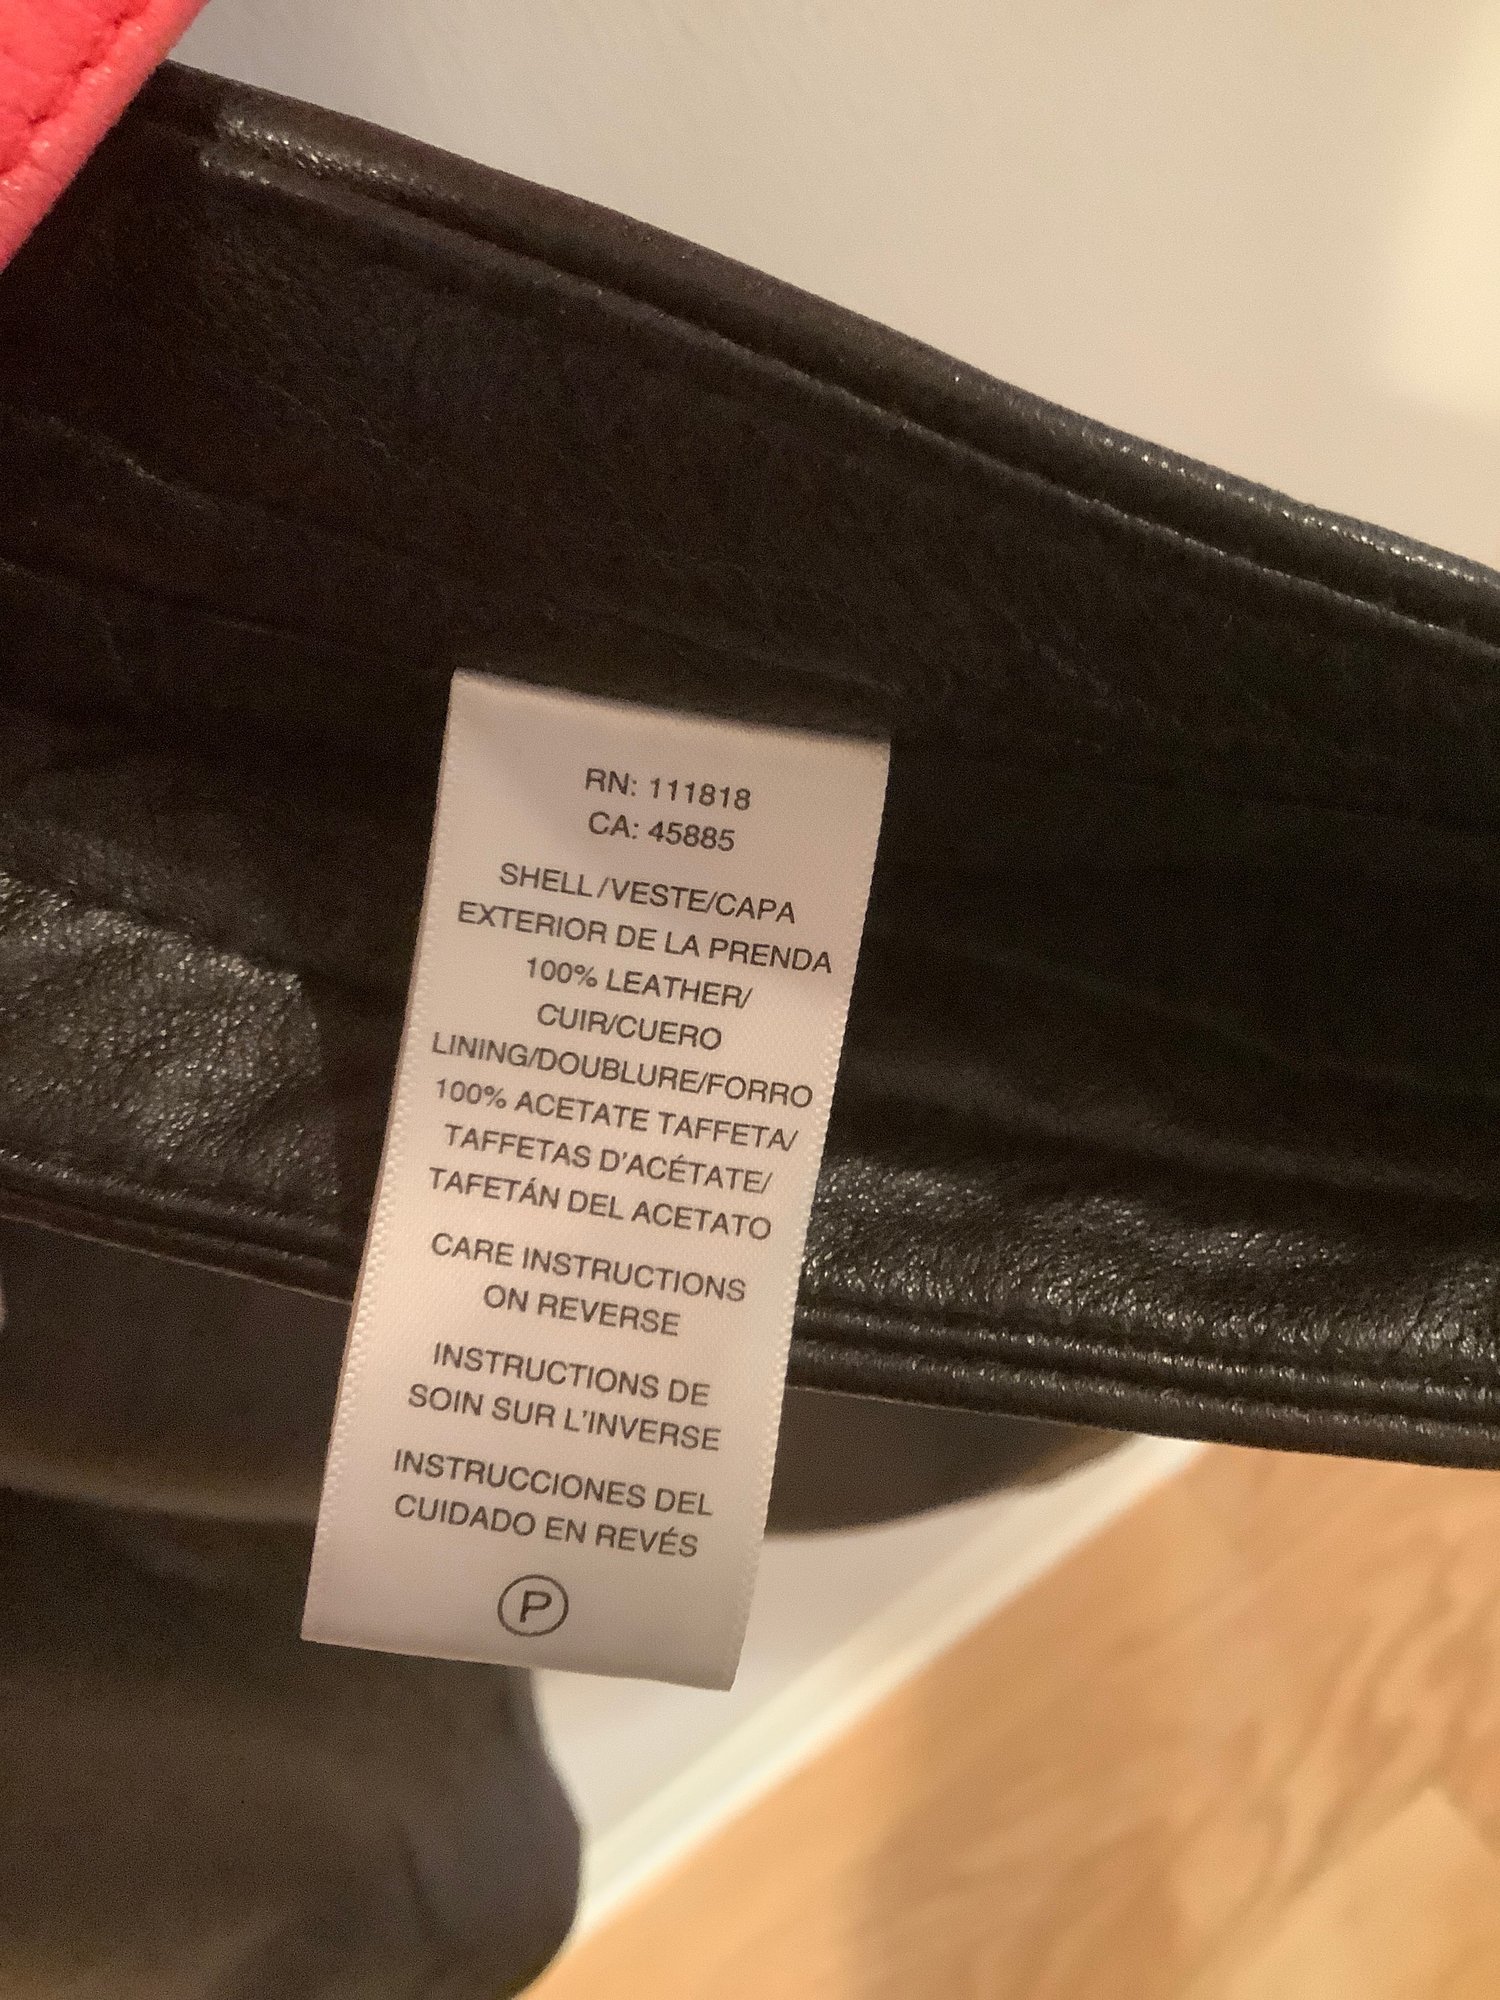 RN: 111818
CA: 45885
SHELL/VESTE/CAPA
EXTERIOR DE LA PRENDA
100% LEATHER/
CUIR/CUERO
LINING/DOUBLURE/FORRO
100% ACETATE TAFFETA/
TAFFETAS D'ACÉTATE/
TAFETÁN DEL ACETATO
CARE INSTRUCTIONS
ON REVERSE
INSTRUCTIONS DE
SOIN SUR L'INVERSE
INSTRUCCIONES DEL
CUIDADO EN REVÉS
P